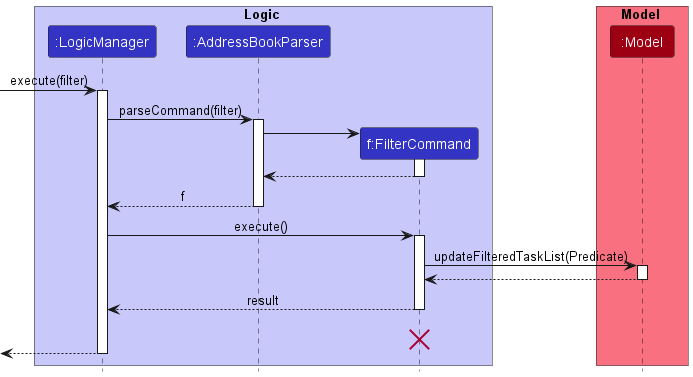 Logic
Model
:LogicManager
:AddressBookParser
:Model
execute(filter)
parseCommand(filter)
f:FilterCommand
f
execute()
updateFilteredTaskList(Predicate)
result